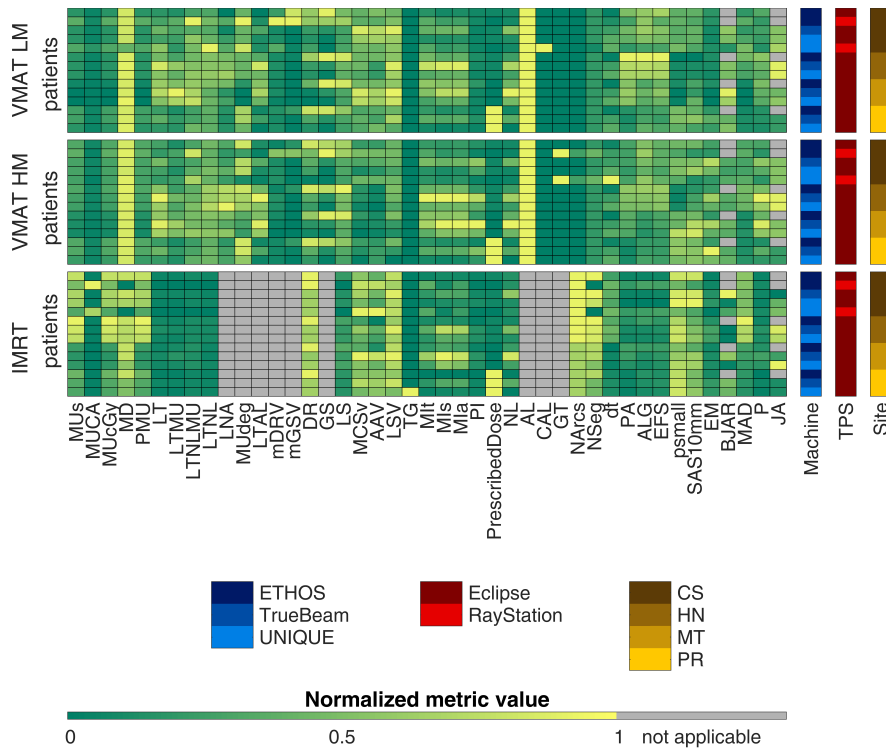 VMAT LM
patients
VMAT HM
patients
IMRT
patients
MUs
MUCA
MUcGy
MD
PMU
LT
LTMU
LTNLMU
LTNL
LNA
MUdeg
LTAL
mDRV
mGSV
DR
GS
LS
MCSv
AAV
LSV
TG
MIt
MIs
MIa
PI
PrescribedDose
NL
AL
CAL
GT
NArcs
NSeg
dt
PA
ALG
EFS
psmall
SAS10mm
EM
BJAR
MAD
P
JA
Machine
TPS
Site
ETHOS
TrueBeam
UNIQUE
Eclipse
RayStation
CS
HN
MT
PR
Normalized metric value
0 0.5 1 not applicable